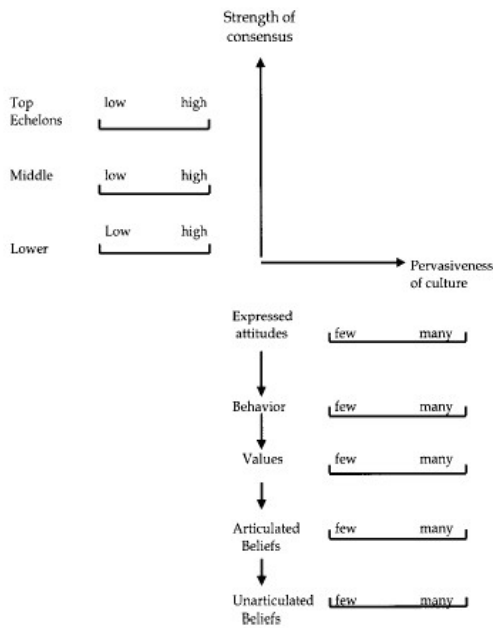 Strength of
consensus
Top
Echelons
low high
Middle
low high
Lower
Low high
Pervasiveness
of culture
Expressed
attitudes
few many
Behavior
few many
Values
few many
Articulated
Beliefs
few many
Unarticulated
Beliefs
few many